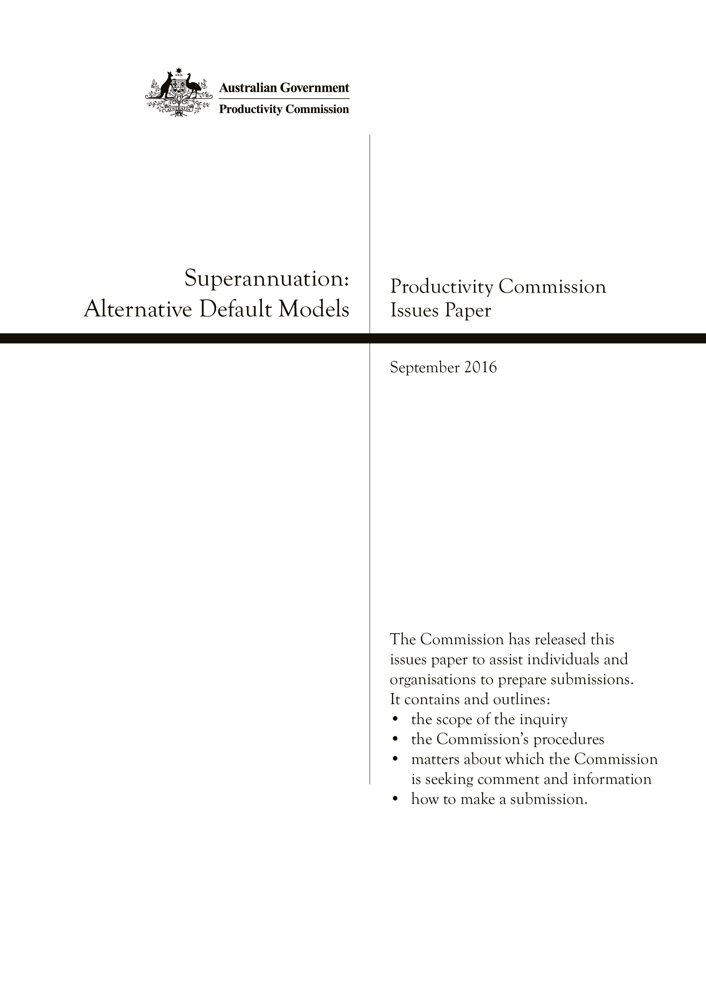 Australian Government
Productivity Commission
AUSTRALIA
Superannuation:
Alternative Default Models
Productivity Commission
Issues Paper
September 2016
The Commission has released this
issues paper to assist individuals and
organisations to prepare submissions.
It contains and outlines:
• the scope of the inquiry
• the Commission’s procedures
• matters about which the Commission
is seeking comment and information
• how to make a submission.